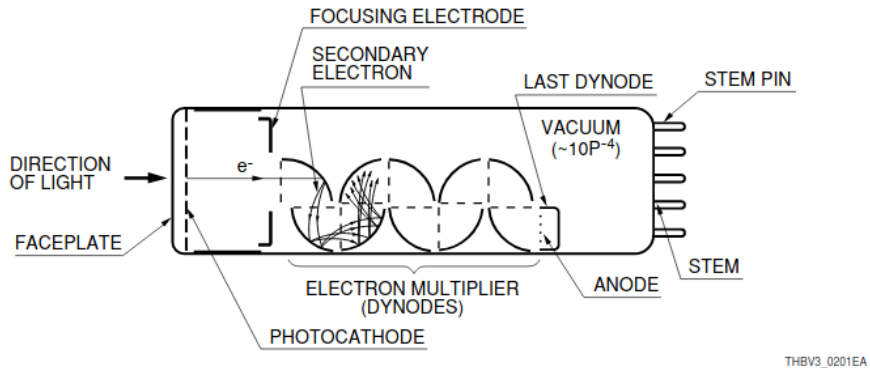 FOCUSING ELECTRODE
SECONDARY
ELECTRON
LAST DYNODE
STEM PIN
VACUUM
(~10P⁻⁴)
DIRECTION
OF LIGHT
e⁻
FACEPLATE
STEM
ANODE
ELECTRON MULTIPLIER
(DYNODES)
PHOTOCATHODE
THBV3_0201EA